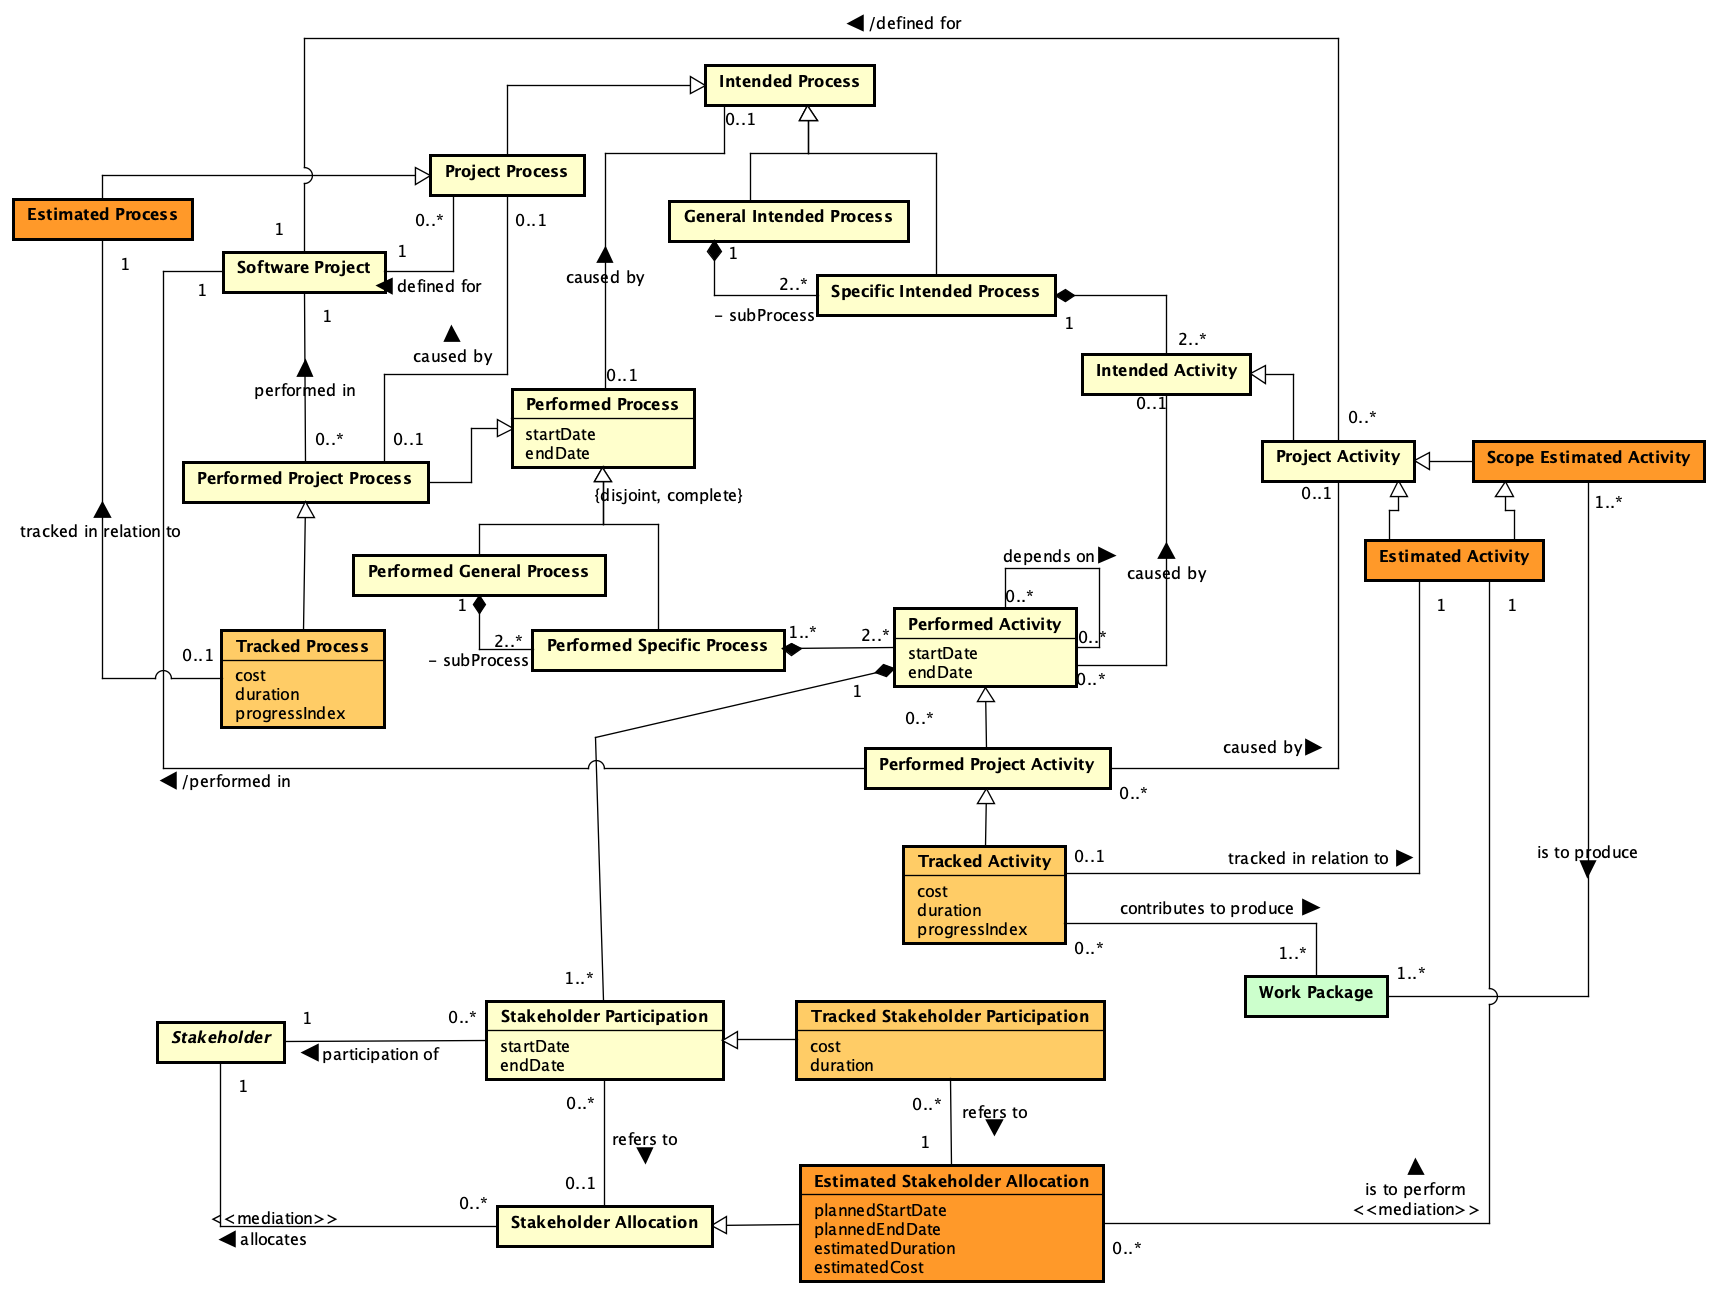 /defined for
Intended Process
0..1
Project Process
Estimated Process
0..*
0..1
General Intended Process
1
1
1
1
Software Project
defined for
1
1
caused by
2..*
- subProcess
Specific Intended Process
1
2..*
caused by
performed in
0..1
Intended Activity
0..1
Performed Process
startDate
endDate
0..*
0..1
0..*
Project Activity
Scope Estimated Activity
Performed Project Process
{disjoint, complete}
0..1
1..*
tracked in relation to
caused by
depends on
Estimated Activity
Performed General Process
1
0..*
1
1
Performed Activity
startDate
endDate
0..*
0..*
Tracked Process
cost
duration
progressIndex
0..1
2..*
- subProcess
Performed Specific Process
1..*
2..*
1
0..*
caused by
/performed in
Performed Project Activity
0..*
Tracked Activity
cost
duration
progressIndex
0..1
tracked in relation to
is to produce
contributes to produce
0..*
1..*
1..*
Work Package
1..*
Stakeholder
1
0..*
participation of
Stakeholder Participation
startDate
endDate
Tracked Stakeholder Participation
cost
duration
1
0..*
refers to
0..1
0..*
refers to
1
Estimated Stakeholder Allocation
plannedStartDate
plannedEndDate
estimatedDuration
estimatedCost
is to perform
<<mediation>>
0..*
0..*
<<mediation>>
allocates
Stakeholder Allocation